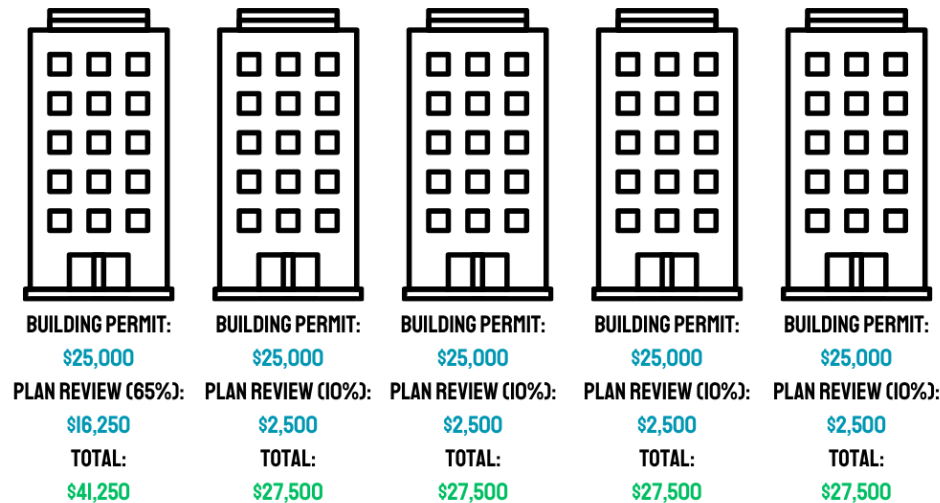 BUILDING PERMIT:
$25,000
PLAN REVIEW (65%):
$16,250
TOTAL:
$41,250
BUILDING PERMIT:
$25,000
PLAN REVIEW (10%):
$2,500
TOTAL:
$27,500
BUILDING PERMIT:
$25,000
PLAN REVIEW (10%):
$2,500
TOTAL:
$27,500
BUILDING PERMIT:
$25,000
PLAN REVIEW (10%):
$2,500
TOTAL:
$27,500
BUILDING PERMIT:
$25,000
PLAN REVIEW (10%):
$2,500
TOTAL:
$27,500